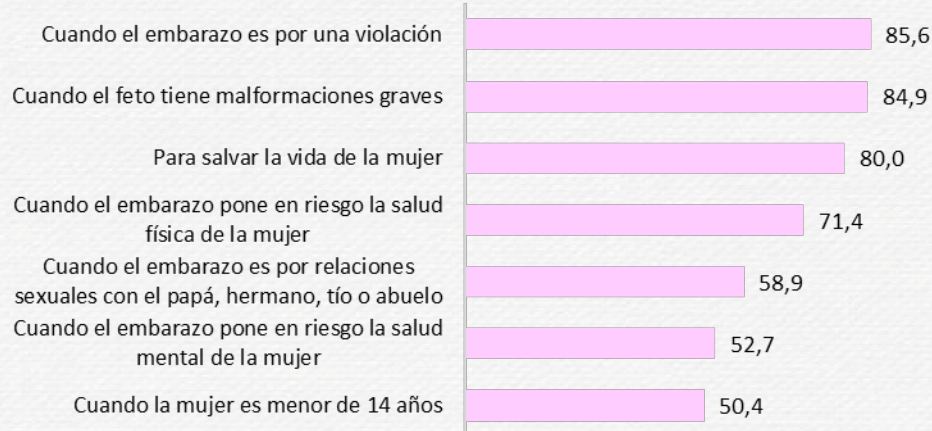 Cuando el embarazo es por una violación
85,6
Cuando el feto tiene malformaciones graves
84,9
Para salvar la vida de la mujer
80,0
Cuando el embarazo pone en riesgo la salud
física de la mujer
71,4
Cuando el embarazo es por relaciones
sexuales con el papá, hermano, tío o abuelo
58,9
Cuando el embarazo pone en riesgo la salud
mental de la mujer
52,7
Cuando la mujer es menor de 14 años
50,4